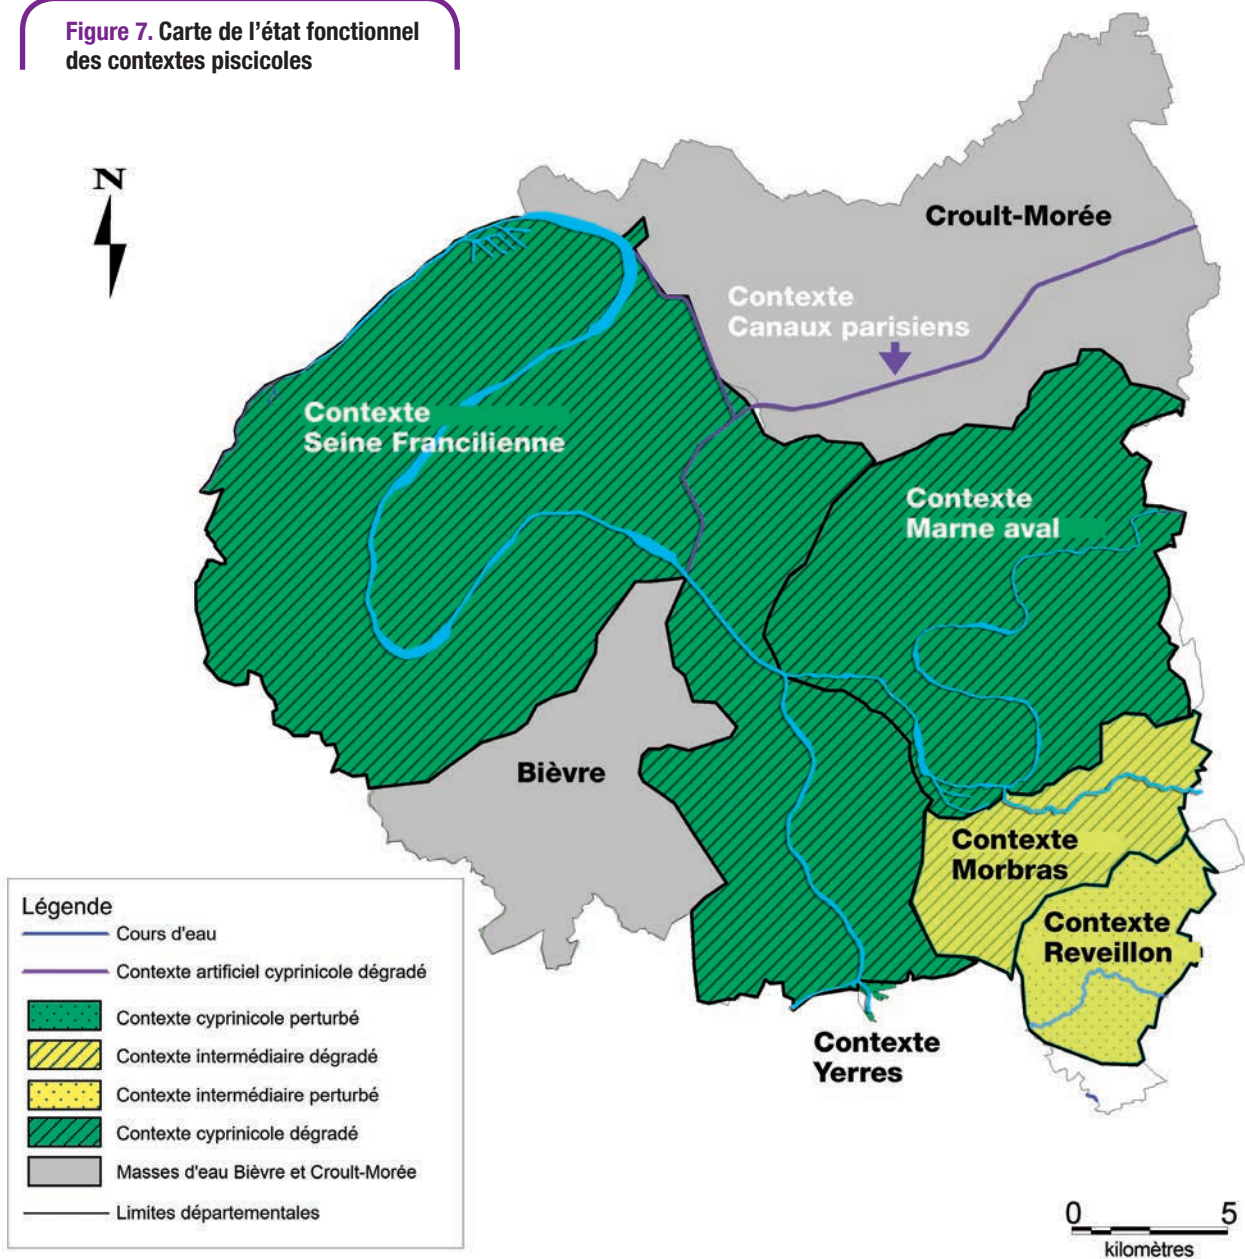 Figure 7. Carte de l'état fonctionnel
des contextes piscicoles
N
Croult-Morée
Contexte
Canaux parisiens
Contexte
Seine Francilienne
Contexte
Marne aval
Bièvre
Contexte
Morbras
Contexte
Reveillon
Contexte
Yerres
Légende
Cours d'eau
Contexte artificiel cyprinicole dégradé
Contexte cyprinicole perturbé
Contexte intermédiaire dégradé
Contexte intermédiaire perturbé
Contexte cyprinicole dégradé
Masses d'eau Bièvre et Croult-Morée
Limites départementales
0 5
kilomètres